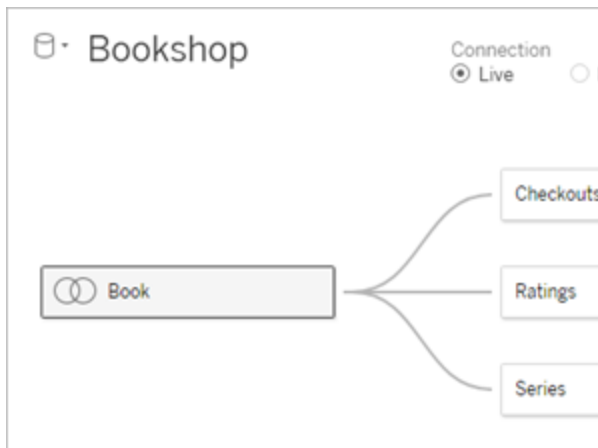 Bookshop
Connection
Live
Checkouts
Book
Ratings
Series